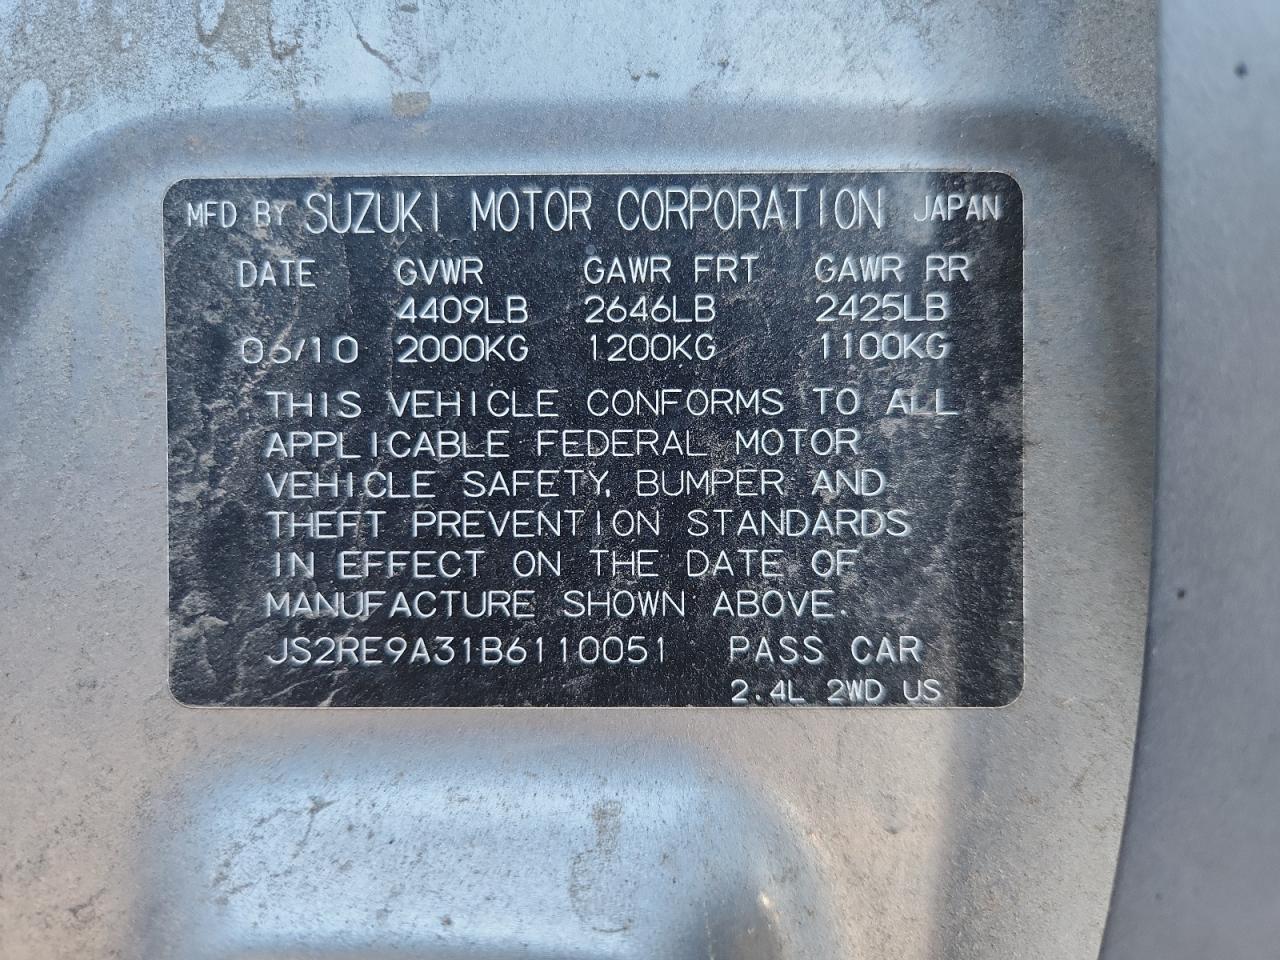 MFD BY SUZUKI MOTOR CORPORATION JAPAN
DATE GVWR GAWR FRT GAWR RR
4409LB 2646LB 2425LB
06/10 2000KG 1200KG 1100KG
THIS VEHICLE CONFORMS TO ALL
APPLICABLE FEDERAL MOTOR
VEHICLE SAFETY, BUMPER AND
THEFT PREVENTION STANDARDS
IN EFFECT ON THE DATE OF
MANUFACTURE SHOWN ABOVE.
JS2RE9A31B6110051 PASS CAR
2.4L 2WD US